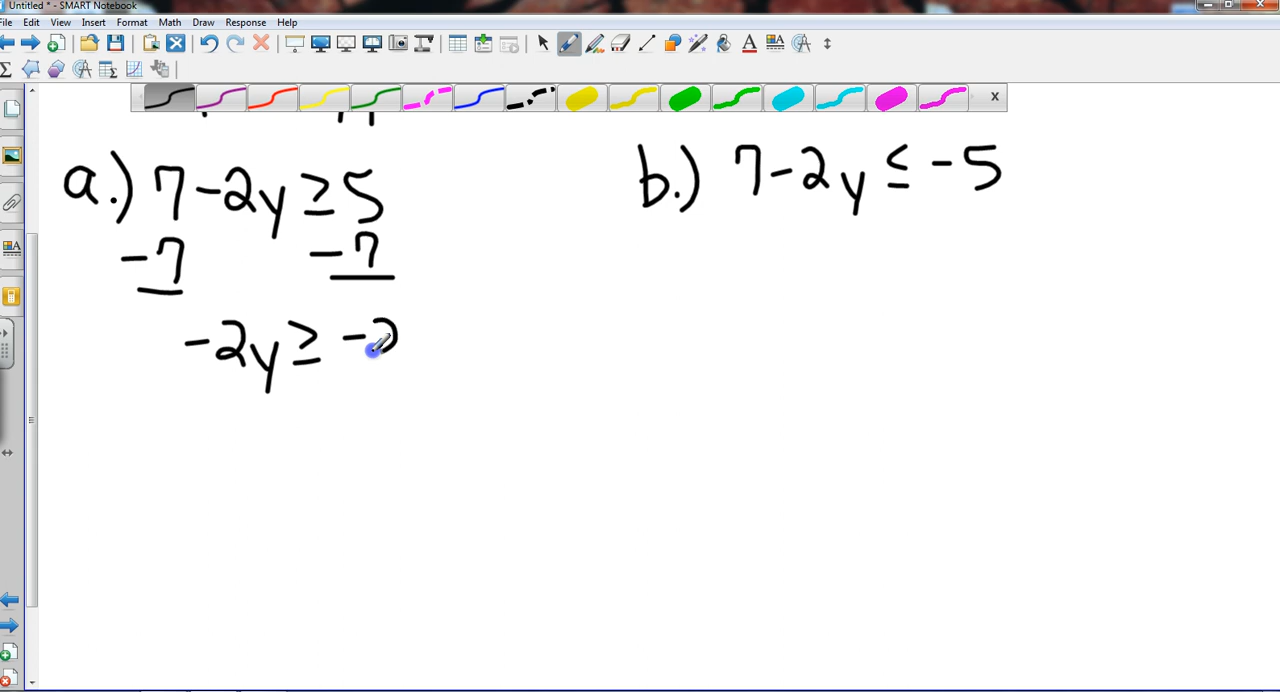 Untitled * - SMART Notebook
File Edit View Insert Format Math Draw Response Help
a.) 7-2y ≥ 5
-7 -7
-2y ≥ -2
b.) 7-2y ≤ -5